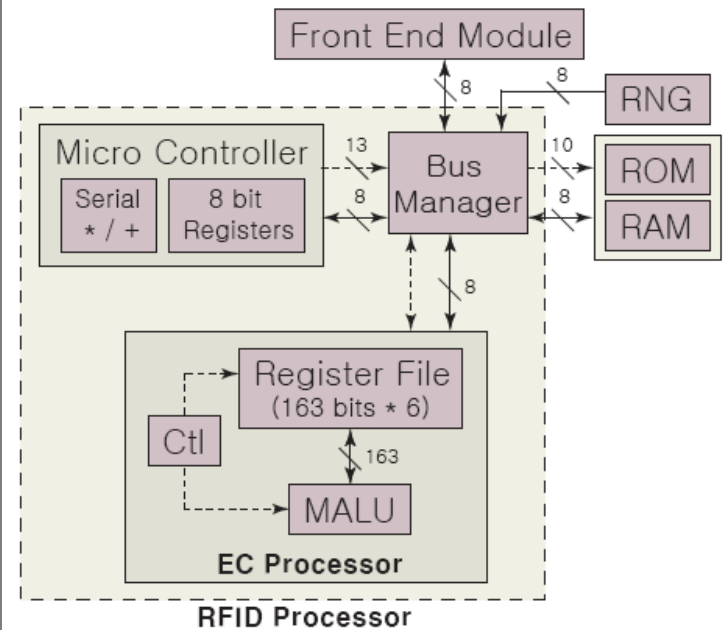 Front End Module
8
8
RNG
Micro Controller
13
Bus
Manager
10
ROM
Serial
* / +
8 bit
Registers
8
8
RAM
8
Register File
(163 bits * 6)
Ctl
163
MALU
EC Processor
RFID Processor